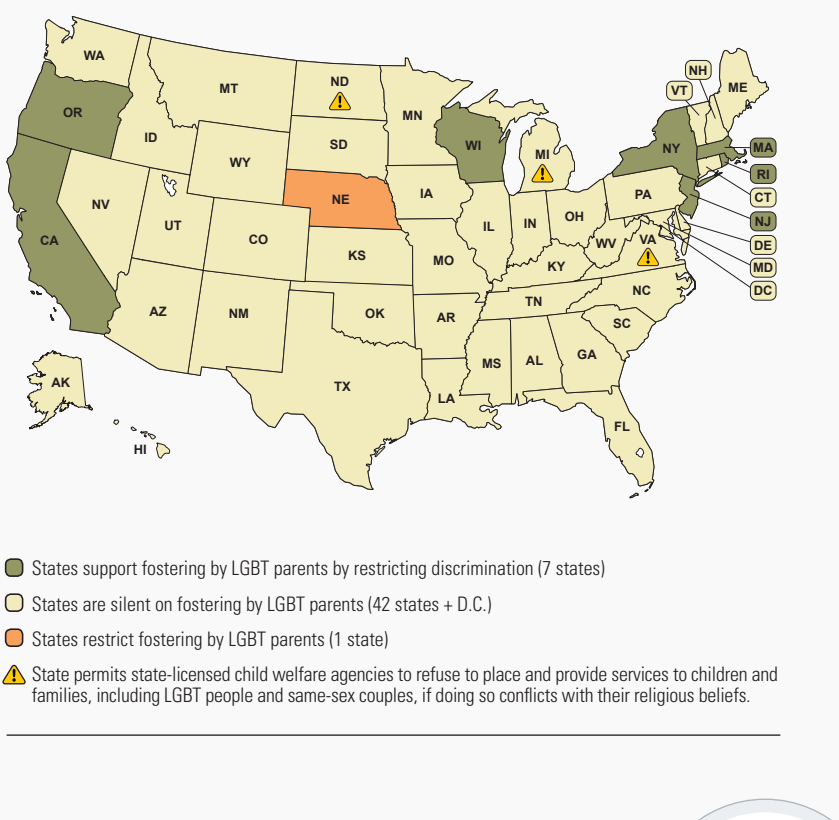 WA
NH
ME
MT
ND
VT
OR
MN
ID
SD
WI
NY
MA
WY
MI
RI
NE
IA
PA
CT
NV
OH
NJ
UT
IL
IN
CA
CO
WV
VA
DE
KS
MO
KY
MD
NC
DC
AZ
NM
OK
AR
TN
SC
GA
MS
AL
AK
TX
LA
FL
HI
States support fostering by LGBT parents by restricting discrimination (7 states)
States are silent on fostering by LGBT parents (42 states + D.C.)
States restrict fostering by LGBT parents (1 state)
State permits state-licensed child welfare agencies to refuse to place and provide services to children and
families, including LGBT people and same-sex couples, if doing so conflicts with their religious beliefs.